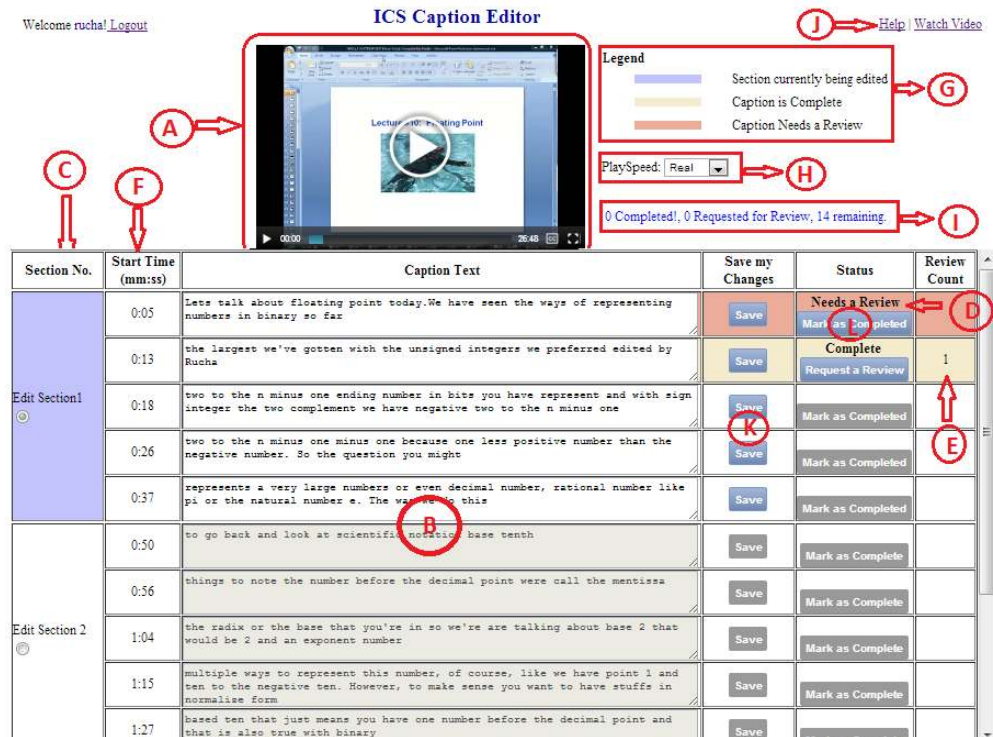 Welcome rucha! Logout
ICS Caption Editor
J
Help | Watch Video
A
Lecture #10: Floating Point
00:00
26:48
Legend
Section currently being edited
Caption is Complete
Caption Needs a Review
G
PlaySpeed: Real
H
0 Completed!, 0 Requested for Review, 14 remaining.
I
C
F
Section No.
Start Time
(mm:ss)
Caption Text
Save my
Changes
Status
Review
Count
Edit Section1
0:05
Lets talk about floating point today.We have seen the ways of representing
numbers in binary so far
Save
Needs a Review
Mark as Completed
D
L
0:13
the largest we've gotten with the unsigned integers we preferred edited by
Rucha
Save
Complete
Request a Review
1
E
0:18
two to the n minus one ending number in bits you have represent and with sign
integer the two complement we have negative two to the n minus one
Save
Mark as Completed
K
0:26
two to the n minus one minus one because one less positive number than the
negative number. So the question you might
Save
Mark as Completed
0:37
represents a very large numbers or even decimal number, rational number like
pi or the natural number e. The way we do this
Save
Mark as Completed
B
Edit Section 2
0:50
to go back and look at scientific notation base tenth
Save
Mark as Complete
0:56
things to note the number before the decimal point were call the mentissa
Save
Mark as Complete
1:04
the radix or the base that you're in so we're are talking about base 2 that
would be 2 and an exponent number
Save
Mark as Complete
1:15
multiple ways to represent this number, of course, like we have point 1 and
ten to the negative ten. However, to make sense you want to have stuffs in
normalise form
Save
Mark as Complete
1:27
based ten that just means you have one number before the decimal point and
that is also true with binary
Save